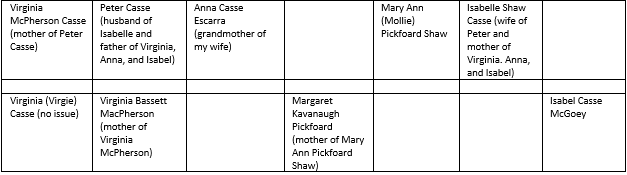 Virginia
McPherson Casse
(mother of Peter
Casse)
Peter Casse
(husband of
Isabelle and
father of Virginia,
Anna, and Isabel)
Anna Casse
Escarra
(grandmother of
my wife)
Mary Ann
(Mollie)
Pickfoard Shaw
Isabelle Shaw
Casse (wife of
Peter and
mother of
Virginia. Anna,
and Isabel)
Virginia (Virgie)
Casse (no issue)
Virginia Bassett
MacPherson
(mother of
Virginia
McPherson)
Margaret
Kavanaugh
Pickfoard
(mother of Mary
Ann Pickfoard
Shaw)
Isabel Casse
McGoey